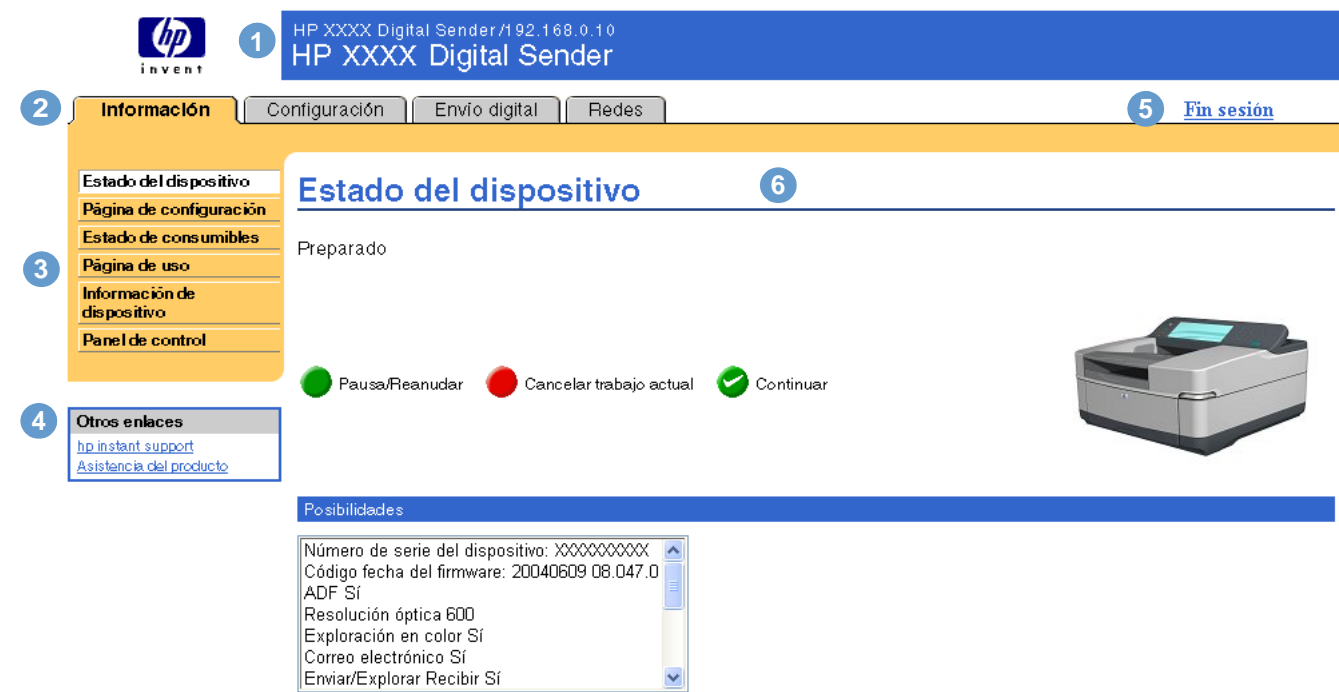 hp
invent
1
HP XXXX Digital Sender/192.168.0.10
HP XXXX Digital Sender
2
Información
Configuración
Envío digital
Redes
5
Fin sesión
Estado del dispositivo
Página de configuración
Estado de consumibles
3
Página de uso
Información de
dispositivo
Panel de control
Estado del dispositivo
6
Preparado
Pausa/Reanudar
Cancelar trabajo actual
Continuar
4
Otros enlaces
hp instant support
Asistencia del producto
Posibilidades
Número de serie del dispositivo: XXXXXXXXXX
Código fecha del firmware: 20040609 08.047.0
ADF Sí
Resolución óptica 600
Exploración en color Sí
Correo electrónico Sí
Enviar/Explorar Recibir Sí